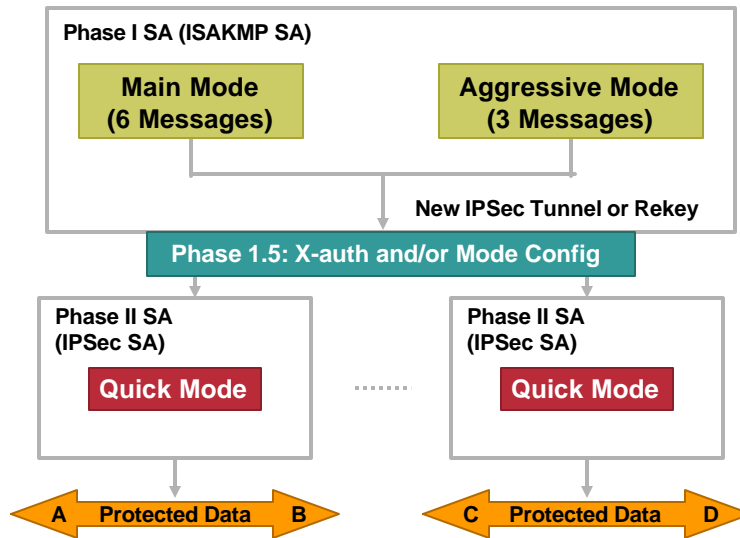 Phase I SA (ISAKMP SA)
Main Mode
(6 Messages)
Aggressive Mode
(3 Messages)
New IPSec Tunnel or Rekey
Phase 1.5: X-auth and/or Mode Config
Phase II SA
(IPSec SA)
Quick Mode
Phase II SA
(IPSec SA)
Quick Mode
A Protected Data B
C Protected Data D